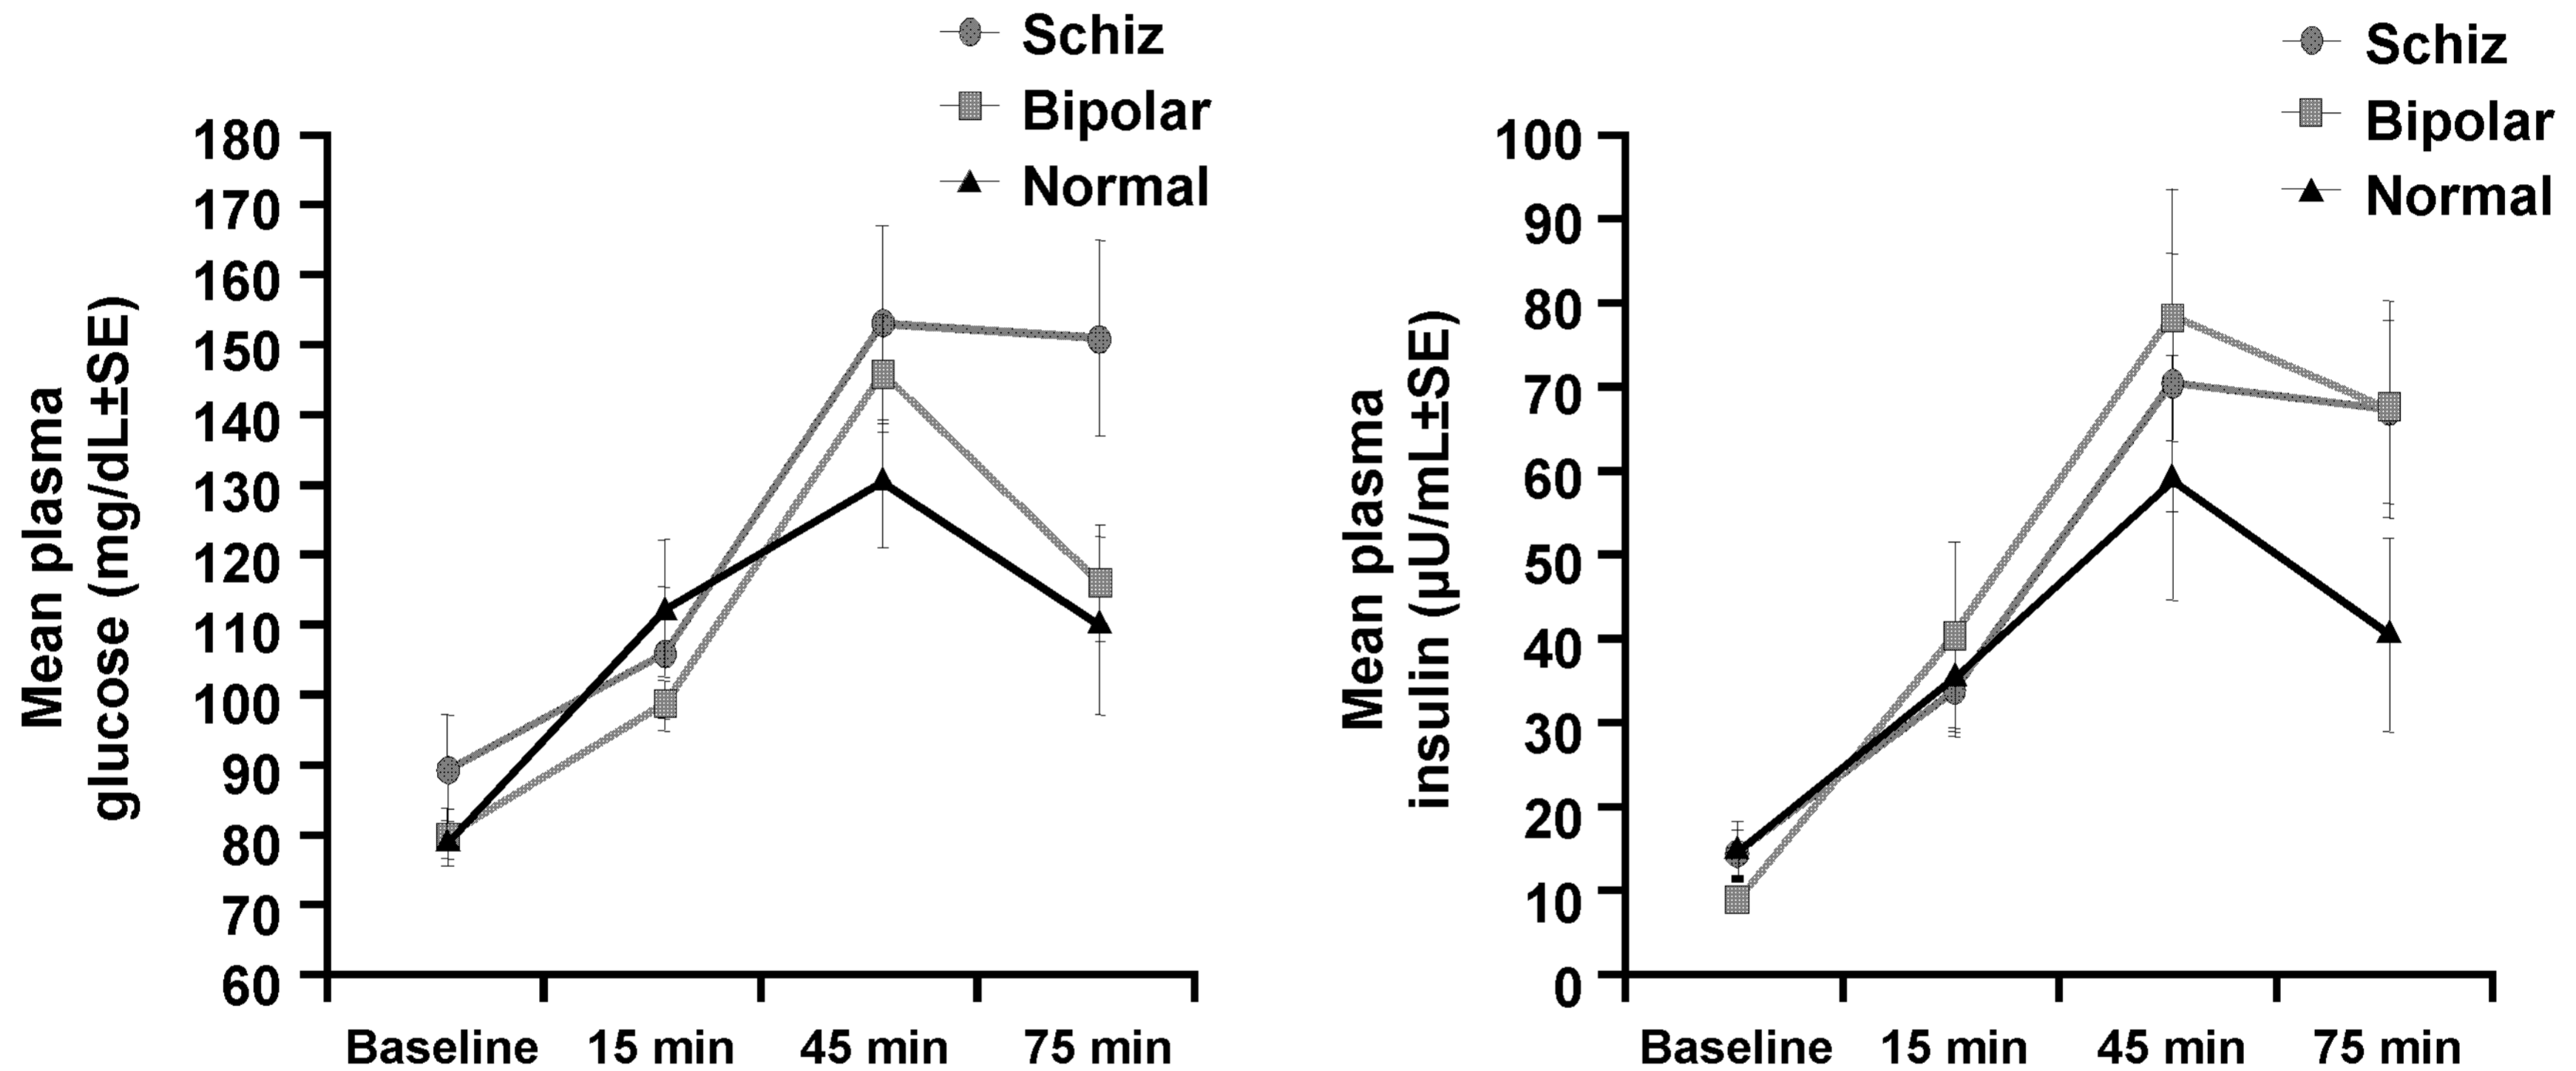 Schiz
Bipolar
Normal
180
170
160
150
140
130
120
110
100
90
80
70
60
Mean plasma
glucose (mg/dL±SE)
Baseline 15 min 45 min 75 min
Schiz
Bipolar
Normal
100
90
80
70
60
50
40
30
20
10
0
Mean plasma
insulin (µU/mL±SE)
Baseline 15 min 45 min 75 min